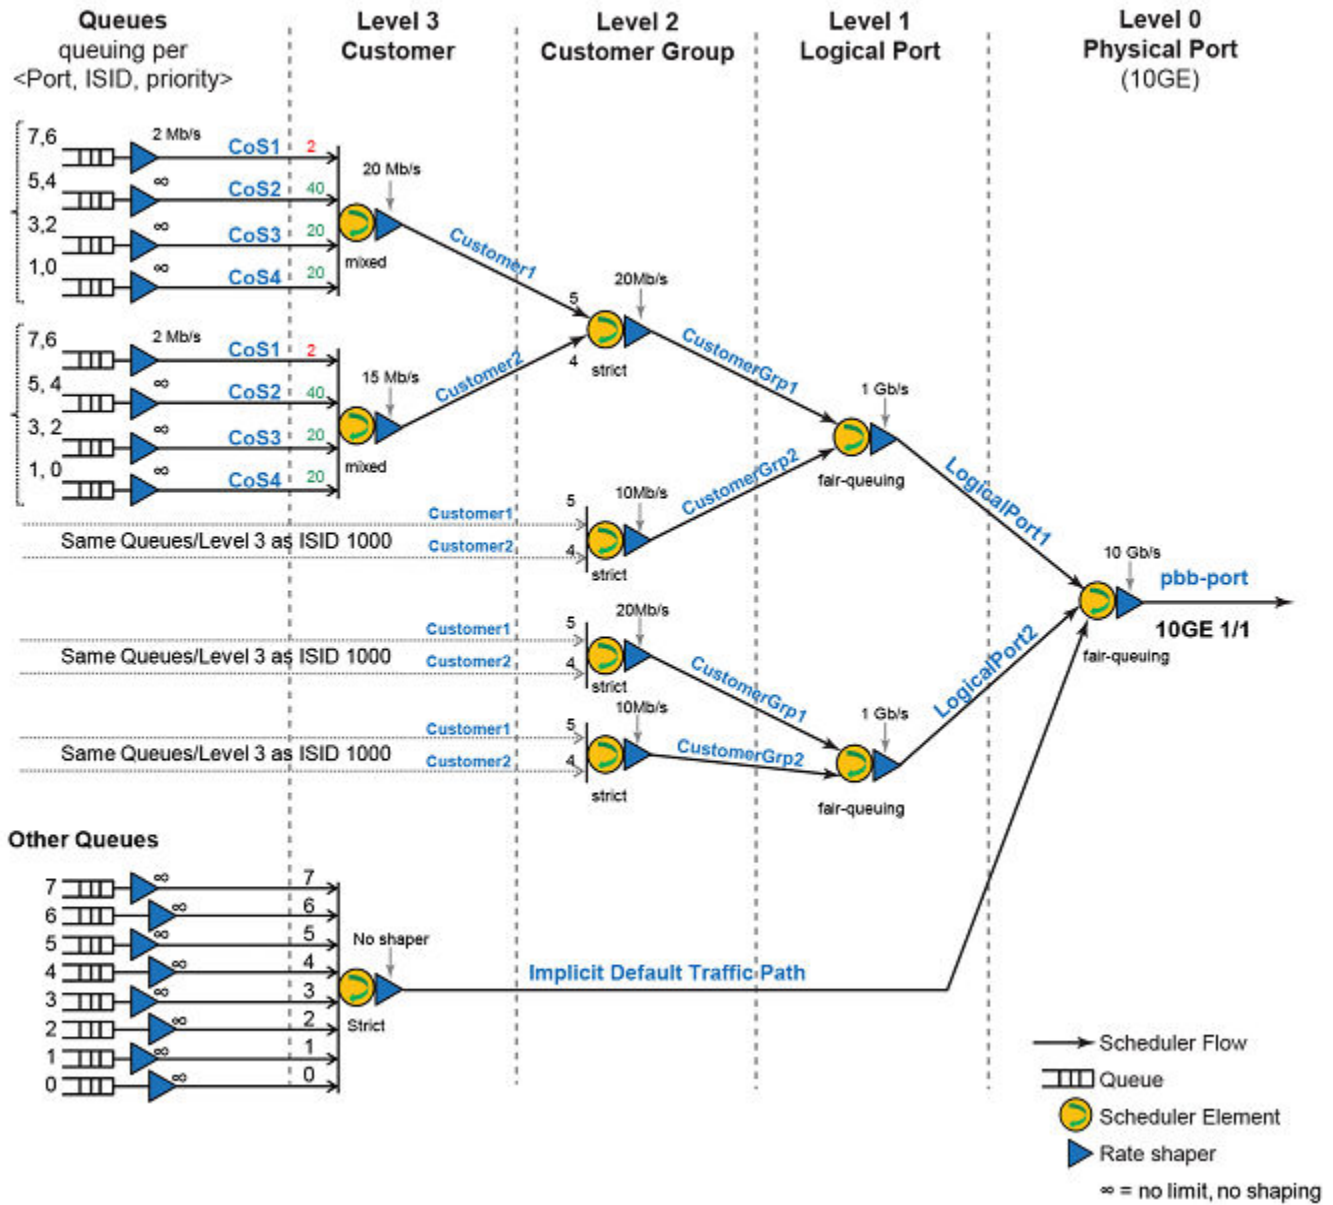 Queues
queuing per
<Port, ISID, priority>
Level 3
Customer
Level 2
Customer Group
Level 1
Logical Port
Level 0
Physical Port
(10GE)
7,6
2 Mb/s
CoS1
2
5,4
∞
CoS2
40
3,2
∞
CoS3
20
1,0
∞
CoS4
20
20 Mb/s
mixed
Customer1
7,6
2 Mb/s
CoS1
2
5, 4
∞
CoS2
40
3, 2
∞
CoS3
20
1, 0
∞
CoS4
20
15 Mb/s
mixed
Customer2
5
4
20Mb/s
strict
CustomerGrp1
Customer1
Same Queues/Level 3 as ISID 1000
Customer2
5
4
10Mb/s
strict
CustomerGrp2
1 Gb/s
fair-queuing
LogicalPort1
Customer1
Same Queues/Level 3 as ISID 1000
Customer2
5
4
20Mb/s
strict
CustomerGrp1
Customer1
Same Queues/Level 3 as ISID 1000
Customer2
5
4
10Mb/s
strict
CustomerGrp2
1 Gb/s
fair-queuing
LogicalPort2
10 Gb/s
fair-queuing
pbb-port
10GE 1/1
Other Queues
7 ∞ 7
6 ∞ 6
5 ∞ 5
4 ∞ 4
3 ∞ 3
2 ∞ 2
1 ∞ 1
0 ∞ 0
No shaper
Strict
Implicit Default Traffic Path
Scheduler Flow
Queue
Scheduler Element
Rate shaper
∞ = no limit, no shaping